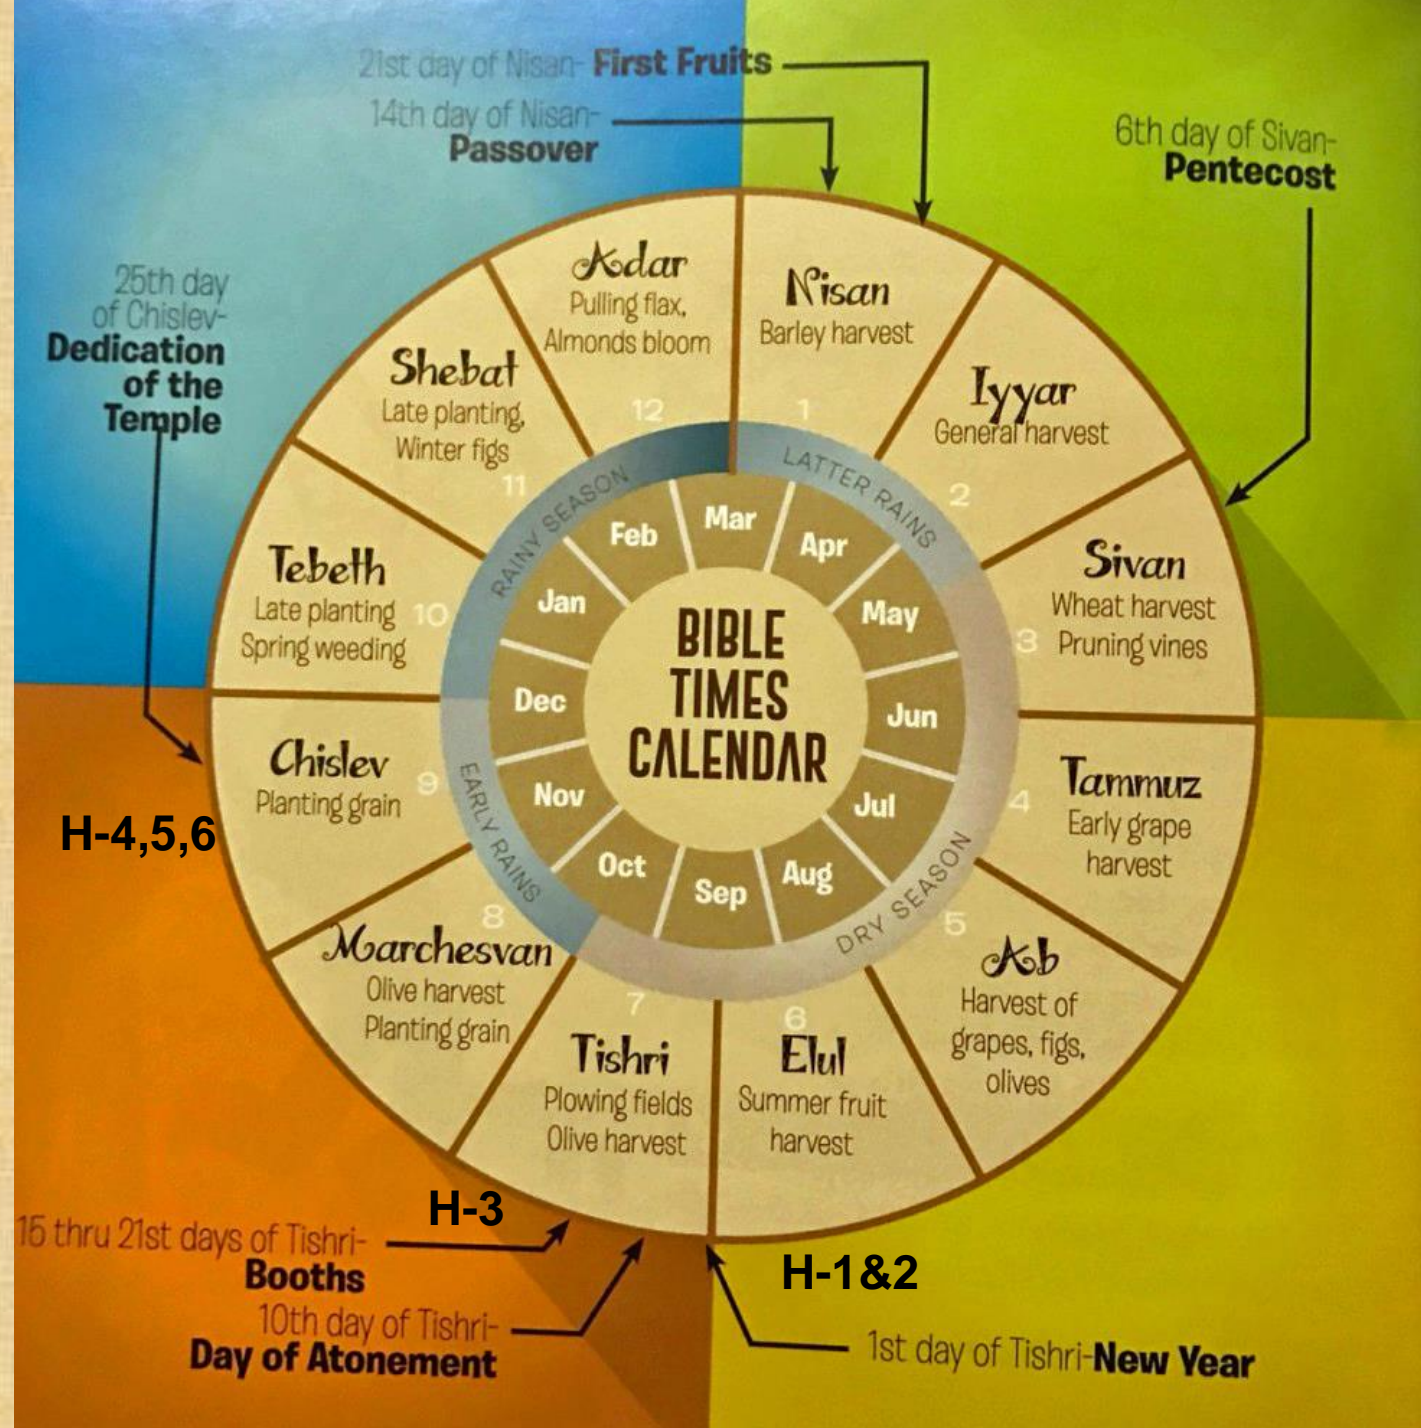 21st day of Nisan- First Fruits
14th day of Nisan-
Passover
6th day of Sivan-
Pentecost
25th day
of Chislev-
Dedication
of the
Temple
Adar
Pulling flax,
Almonds bloom
12
Nisan
Barley harvest
1
Iyyar
General harvest
2
Sivan
Wheat harvest
Pruning vines
3
Tammuz
Early grape
harvest
4
Ab
Harvest of
grapes, figs,
olives
5
Elul
Summer fruit
harvest
6
Tishri
Plowing fields
Olive harvest
7
Marchesvan
Olive harvest
Planting grain
8
Chislev
Planting grain
9
Tebeth
Late planting
Spring weeding
10
Shebat
Late planting,
Winter figs
11
LATTER RAINS
DRY SEASON
EARLY RAINS
RAINY SEASON
Mar
Apr
May
Jun
Jul
Aug
Sep
Oct
Nov
Dec
Jan
Feb
BIBLE
TIMES
CALENDAR
H-4,5,6
H-3
H-1&2
15 thru 21st days of Tishri-
Booths
10th day of Tishri-
Day of Atonement
1st day of Tishri-New Year